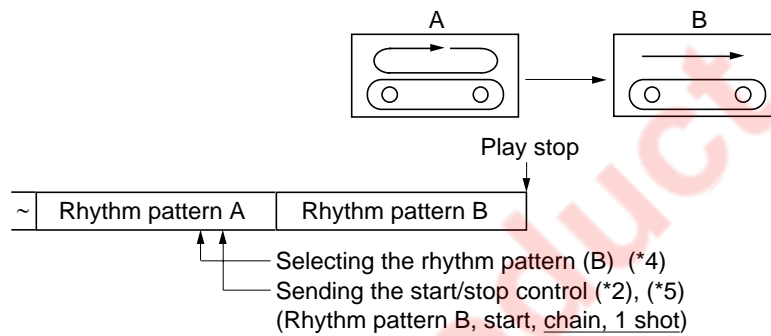 A B
Play stop
~ Rhythm pattern A Rhythm pattern B
Selecting the rhythm pattern (B) (*4)
Sending the start/stop control (*2), (*5)
(Rhythm pattern B, start, chain, 1 shot)
duct